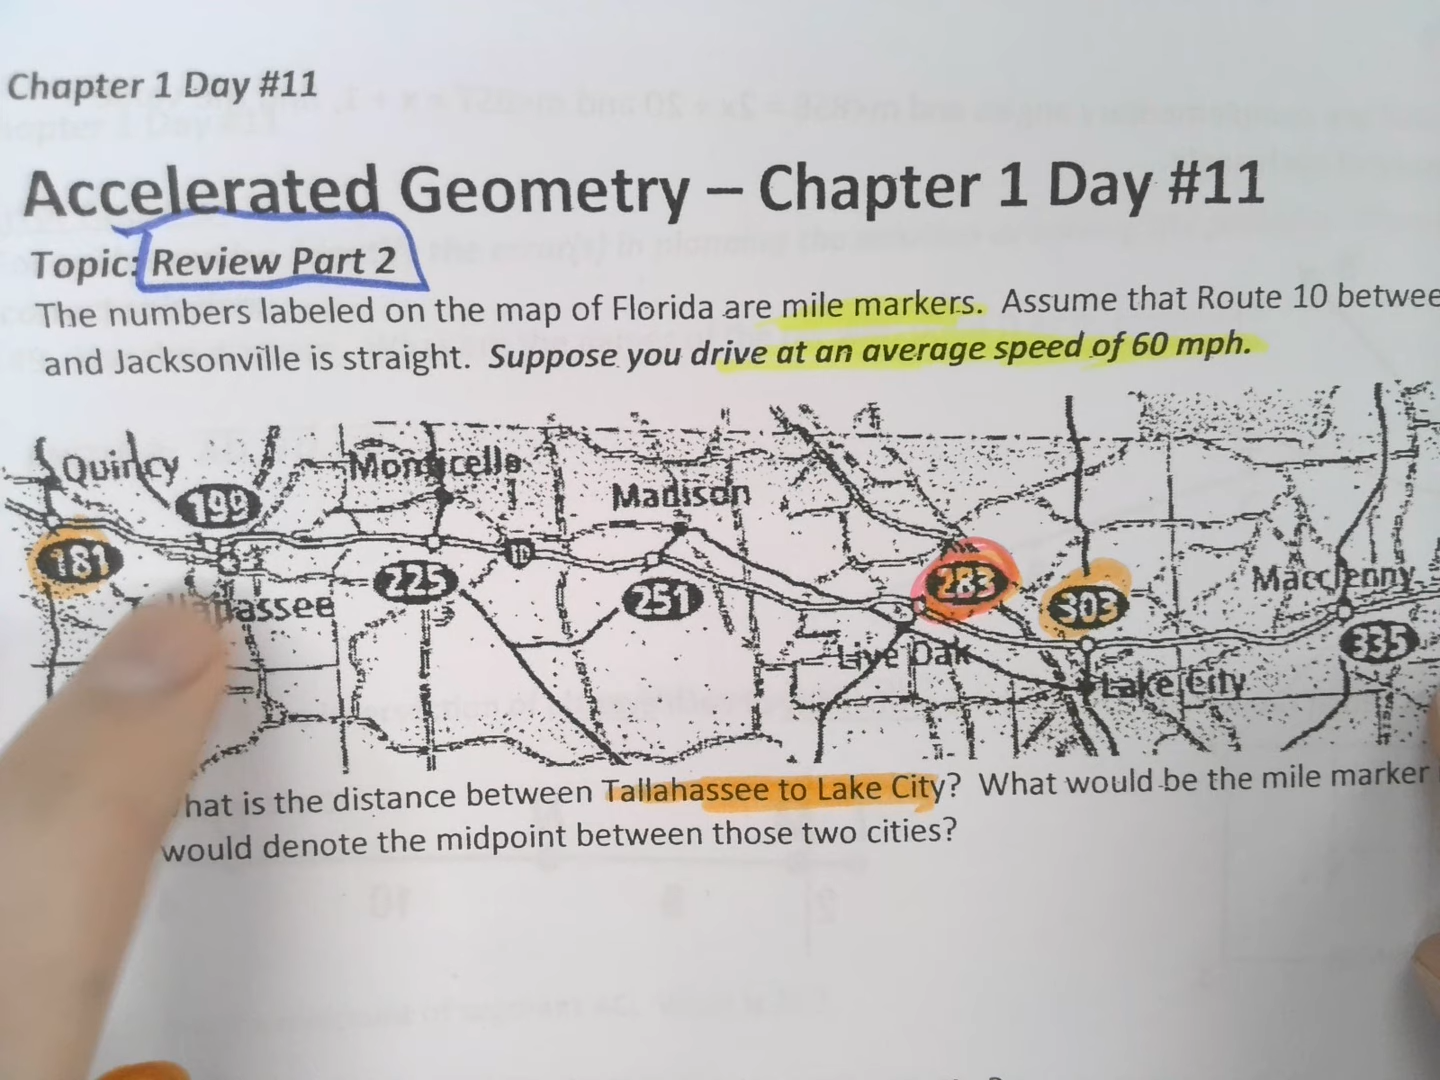 Chapter 1 Day #11
Accelerated Geometry – Chapter 1 Day #11
Topic: Review Part 2
The numbers labeled on the map of Florida are mile markers. Assume that Route 10 betwee
and Jacksonville is straight. Suppose you drive at an average speed of 60 mph.
Quincy
Monticello
199
Madison
181
10
225
251
283
303
Macclenny
335
Live Oak
Lake City
hat is the distance between Tallahassee to Lake City? What would be the mile marker
would denote the midpoint between those two cities?